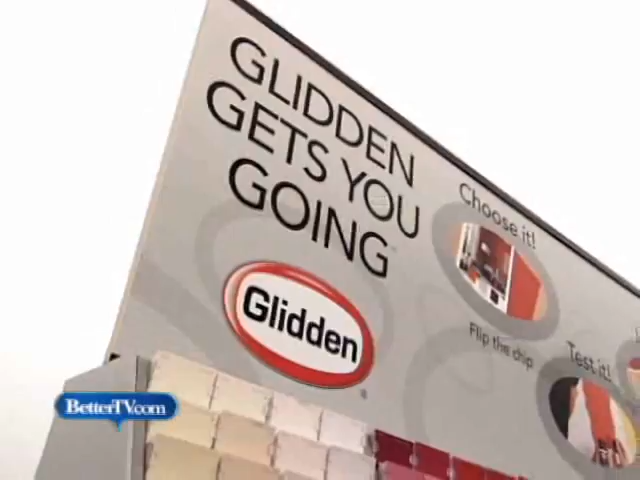 GLIDDEN
GETS YOU
GOING
Glidden
Choose it!
Flip the chip
Test it!
BetterTV.com